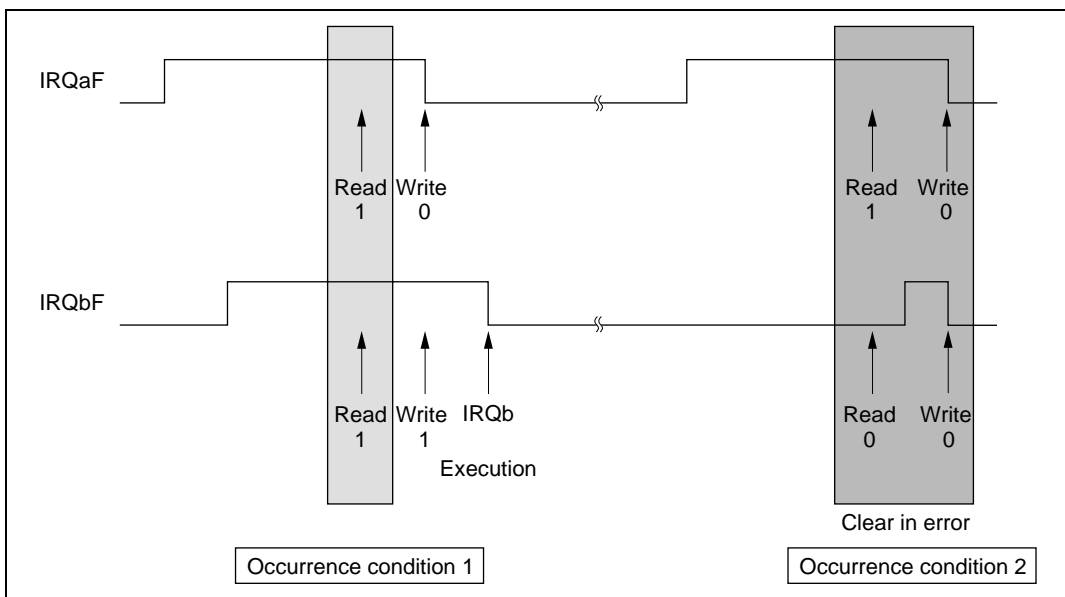 IRQaF
Read
1
Write
0
Read
1
Write
0
IRQbF
Read
1
Write
1
IRQb
Execution
Read
0
Write
0
Clear in error
Occurrence condition 1
Occurrence condition 2